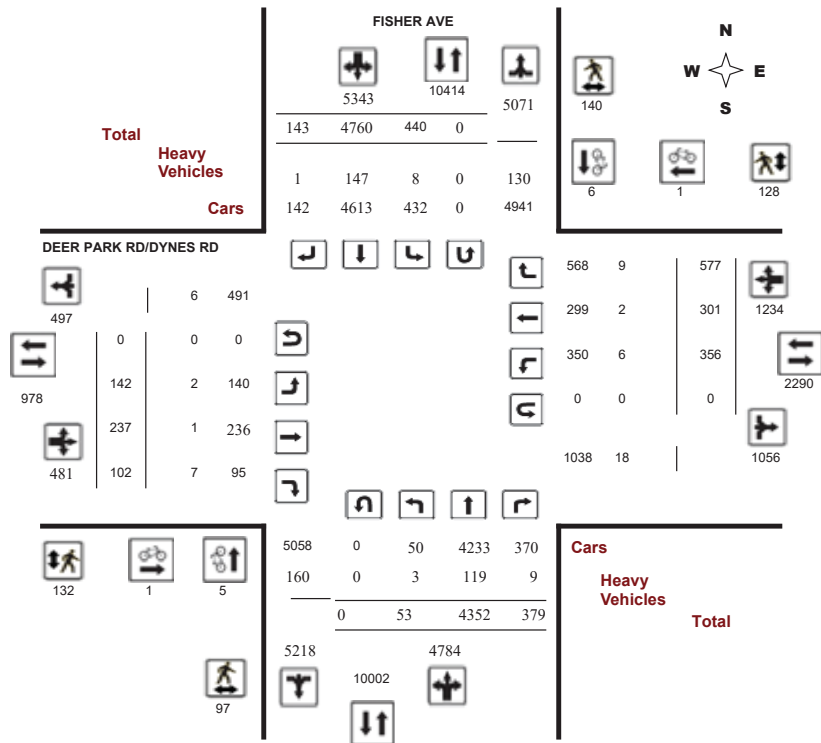 FISHER AVE
N
W E
S
5343 10414 5071 140
Total 143 4760 440 0
Heavy
Vehicles 1 147 8 0 130
6 1 128
Cars 142 4613 432 0 4941
DEER PARK RD/DYNES RD
568 9 577
6 491
497 299 2 301 1234
0 0 0
978 142 2 140 350 6 356 2290
237 1 236 0 0 0
481 102 7 95 1038 18 1056
5058 0 50 4233 370 Cars
132 1 5 160 0 3 119 9 Heavy
Vehicles
0 53 4352 379 Total
5218 4784
97 10002